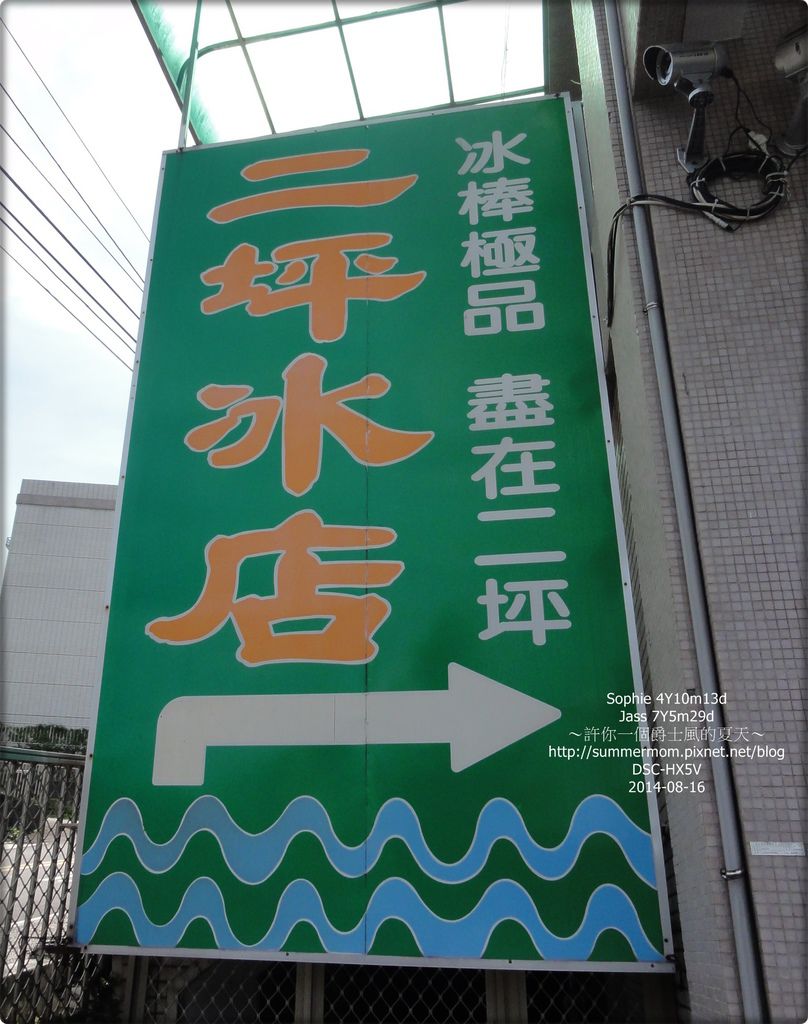 冰棒極品 盡在二坪
二坪冰店
Sophie 4Y10m13d
Jass 7Y5m29d
～許你一個爵士風的夏天～
http://summermom.pixnet.net/blog
DSC-HX5V
2014-08-16